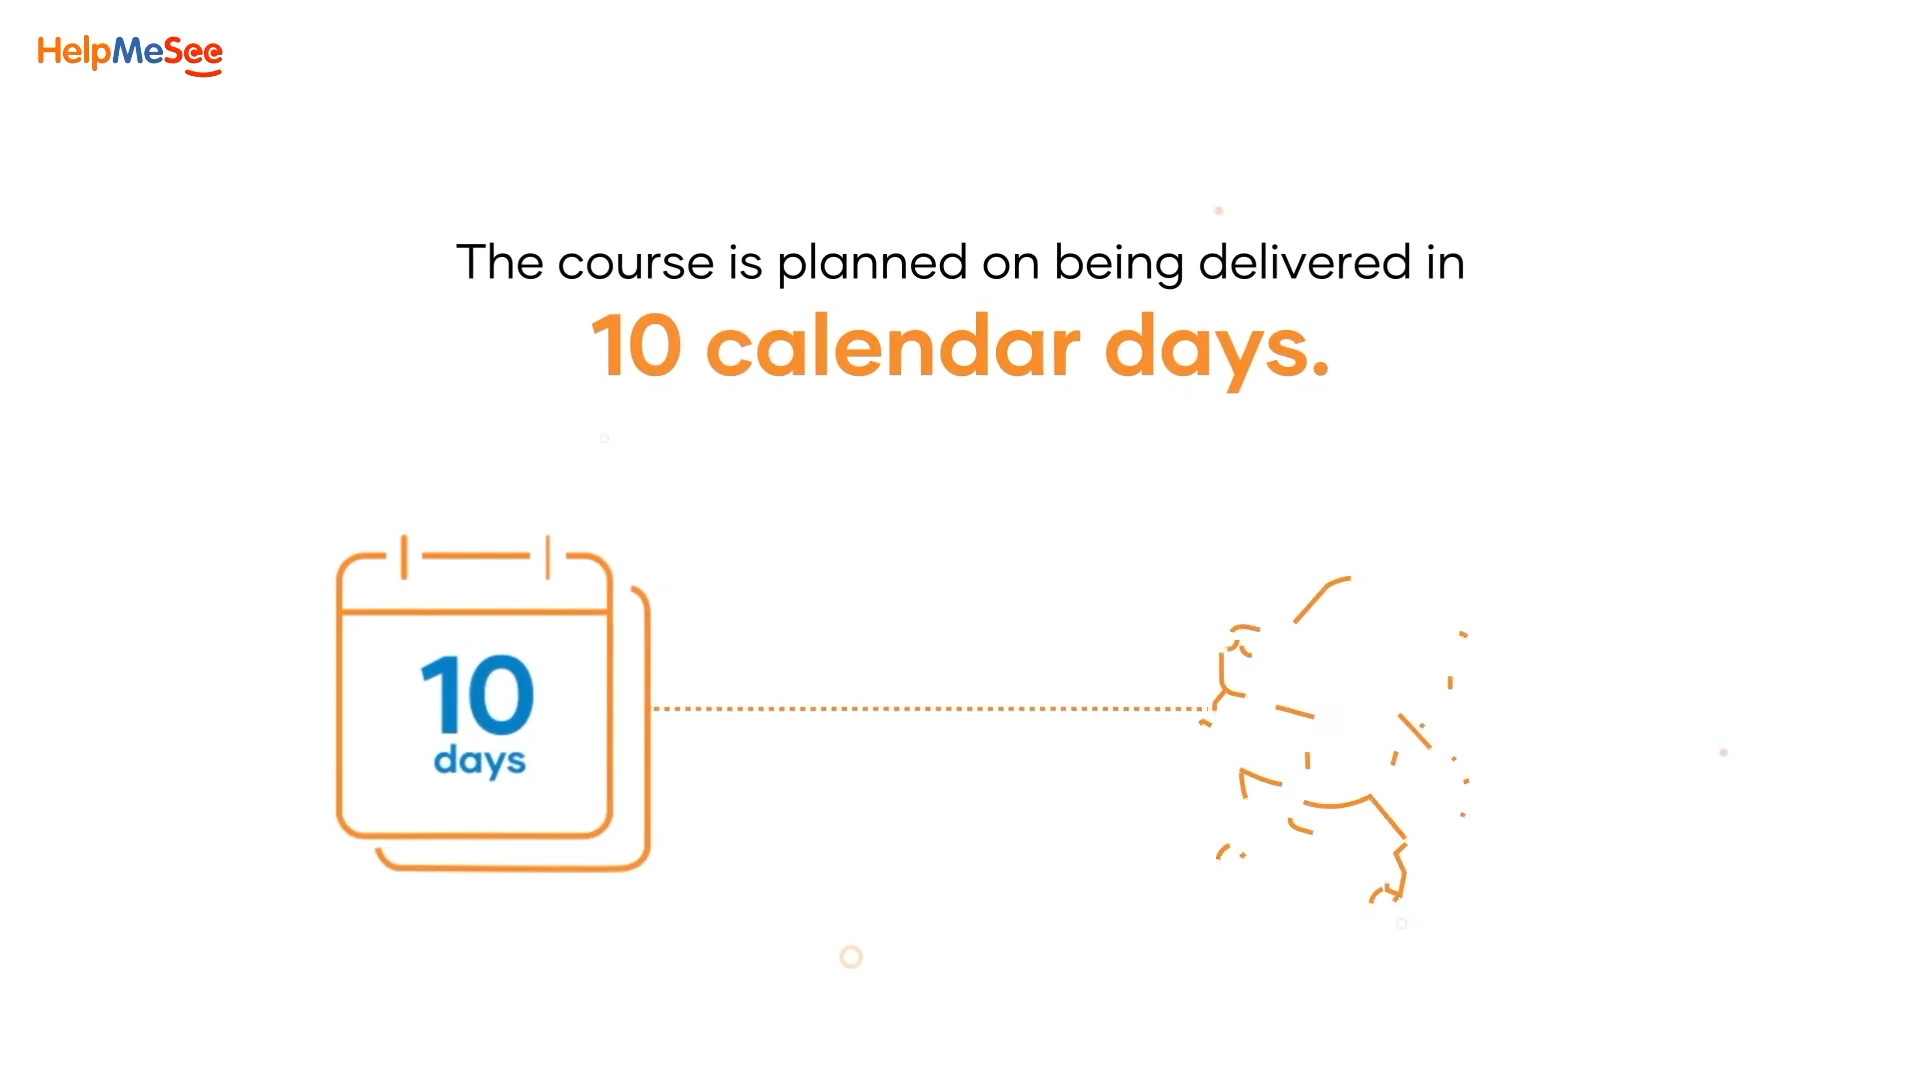 HelpMeSee
The course is planned on being delivered in
10 calendar days.
10
days